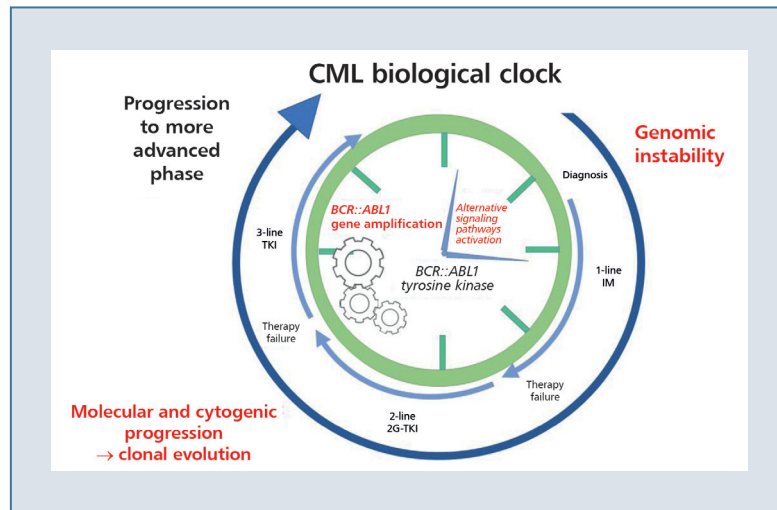 CML biological clock
Progression
to more
advanced
phase
Genomic
instability
Diagnosis
BCR::ABL1
gene amplification
Alternative
signaling
pathways
activation
3-line
TKI
BCR::ABL1
tyrosine kinase
1-line
IM
Therapy
failure
Therapy
failure
2-line
2G-TKI
Molecular and cytogenic
progression
→ clonal evolution